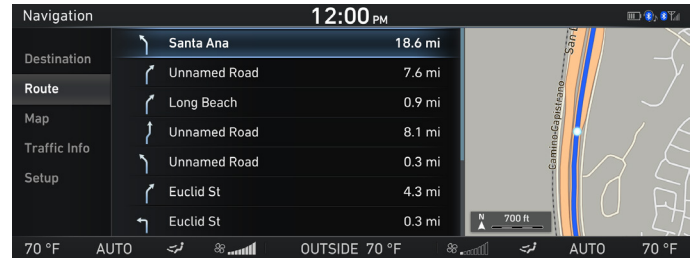 Navigation
12:00 PM
Destination
Route
Map
Traffic Info
Setup
Santa Ana 18.6 mi
Unnamed Road 7.6 mi
Long Beach 0.9 mi
Unnamed Road 8.1 mi
Unnamed Road 0.3 mi
Euclid St 4.3 mi
Euclid St 0.3 mi
Camino Capistrano
San
N
700 ft
70 °F AUTO OUTSIDE 70 °F AUTO 70 °F